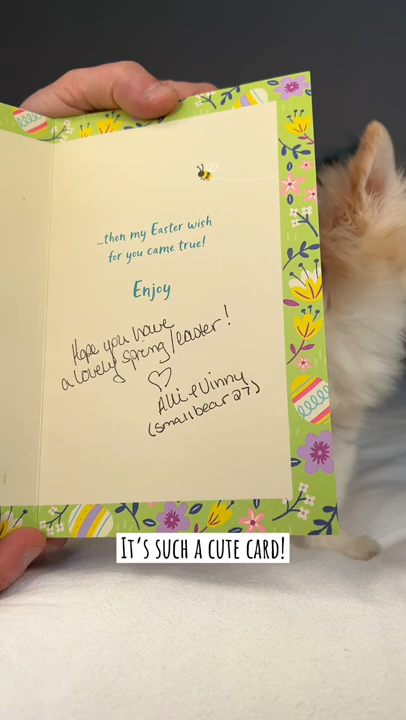 ...then my Easter wish
for you came true!
Enjoy
Hope you have
a lovely spring/easter!
Alli & Vinny
(smallbear27)
IT'S SUCH A CUTE CARD!